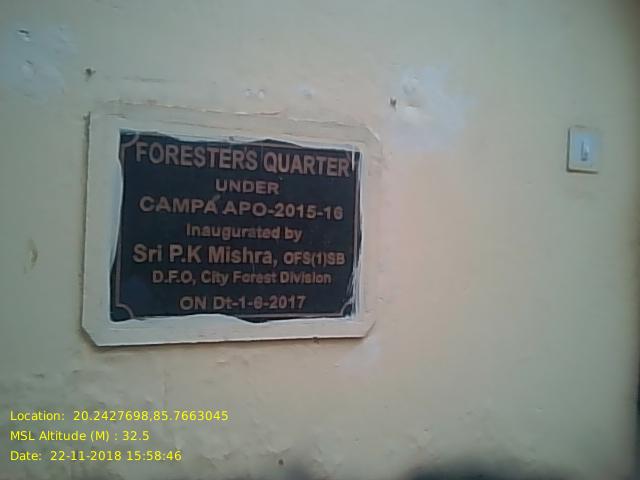 FORESTER'S QUARTER
UNDER
CAMPA APO-2015-16
Inaugurated by
Sri P.K Mishra, OFS(1)SB
D.F.O, City Forest Division
ON Dt-1-6-2017
Location: 20.2427698,85.7663045
MSL Altitude (M) : 32.5
Date: 22-11-2018 15:58:46